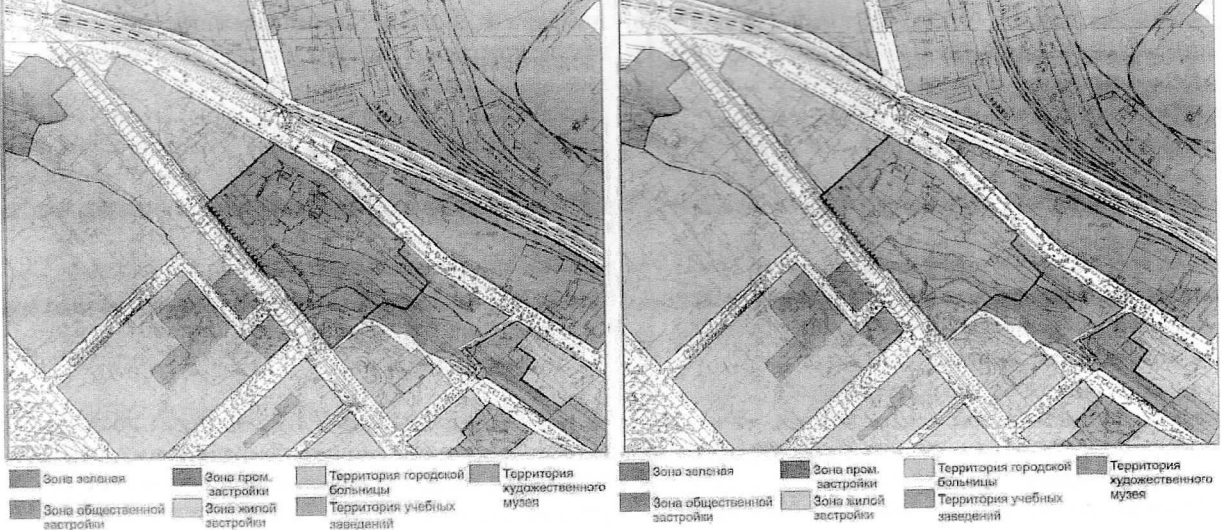 Зона зеленая
Зона общественной
застройки
Зона пром.
застройки
Зона жилой
застройки
Территория городской
больницы
Территория учебных
заведений
Территория
художественного
музея
Зона зеленая
Зона общественной
застройки
Зона пром.
застройки
Зона жилой
застройки
Территория городской
больницы
Территория учебных
заведений
Территория
художественного
музея